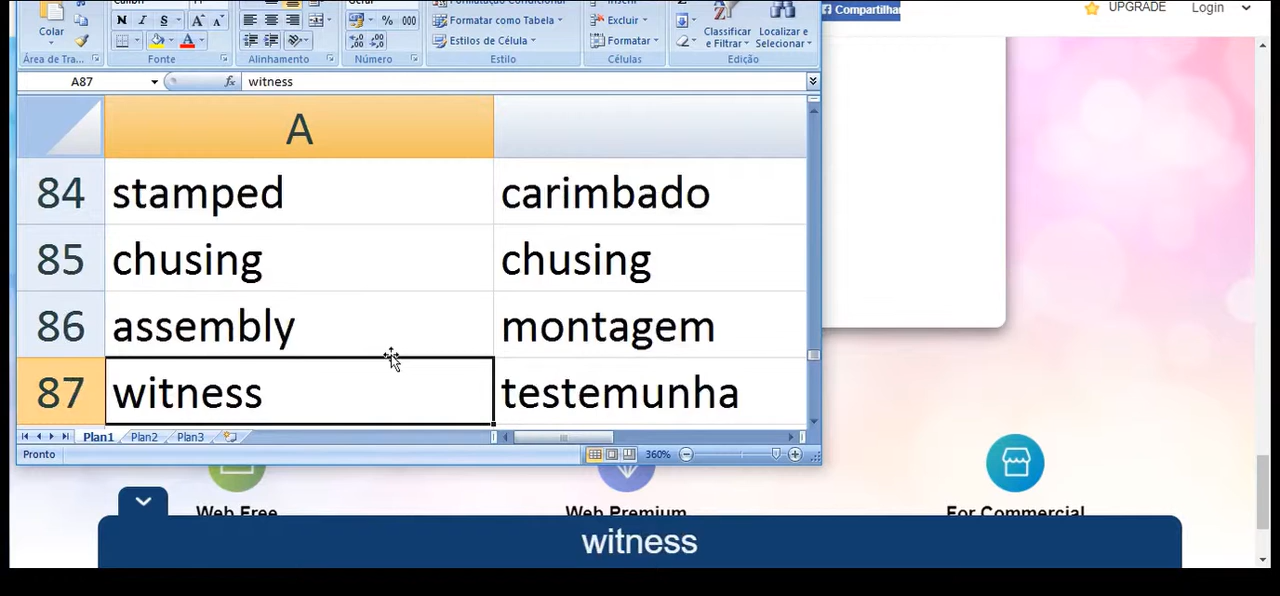 Compartilhar
UPGRADE
Login
Colar
N I S A A
% 000
Formatar como Tabela
Excluir
Estilos de Célula
Formatar
Classificar e Filtrar
Localizar e Selecionar
Área de Tra...
Fonte
Alinhamento
Número
Estilo
Células
Edição
A87
fx
witness
A
84 stamped carimbado
85 chusing chusing
86 assembly montagem
87 witness testemunha
Plan1 Plan2 Plan3
Pronto
360%
Web Free
Web Premium
For Commercial
witness